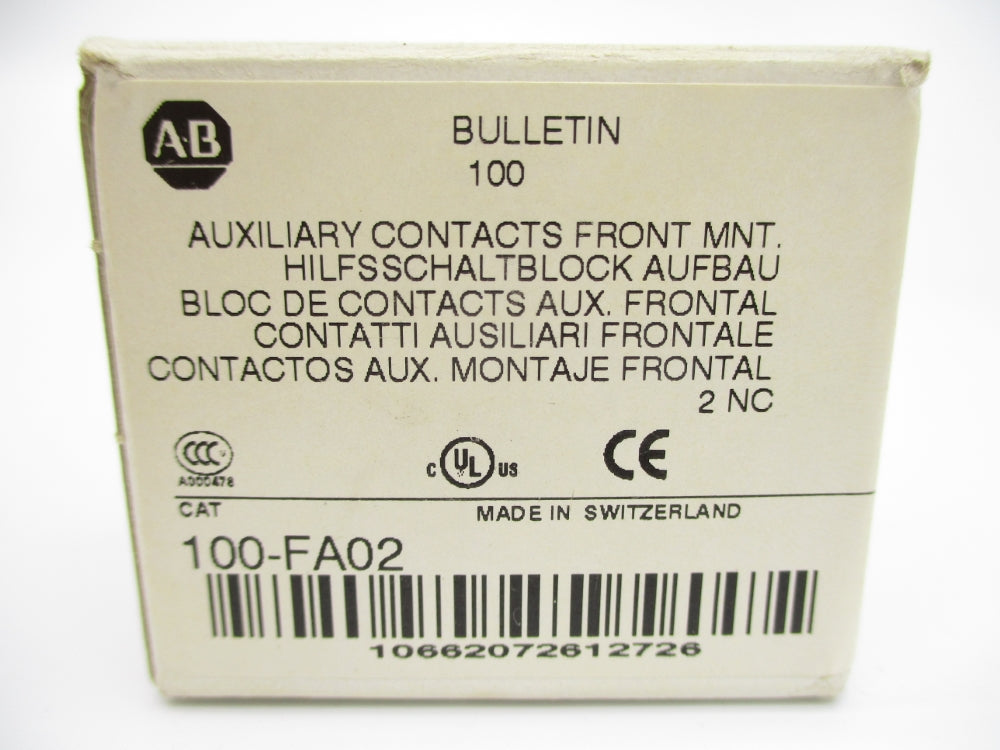 A·B
BULLETIN
100
AUXILIARY CONTACTS FRONT MNT.
HILFSSCHALTBLOCK AUFBAU
BLOC DE CONTACTS AUX. FRONTAL
CONTATTI AUSILIARI FRONTALE
CONTACTOS AUX. MONTAJE FRONTAL
2 NC
CCC
A000478
C UL US
CE
CAT
MADE IN SWITZERLAND
100-FA02
10662072612726